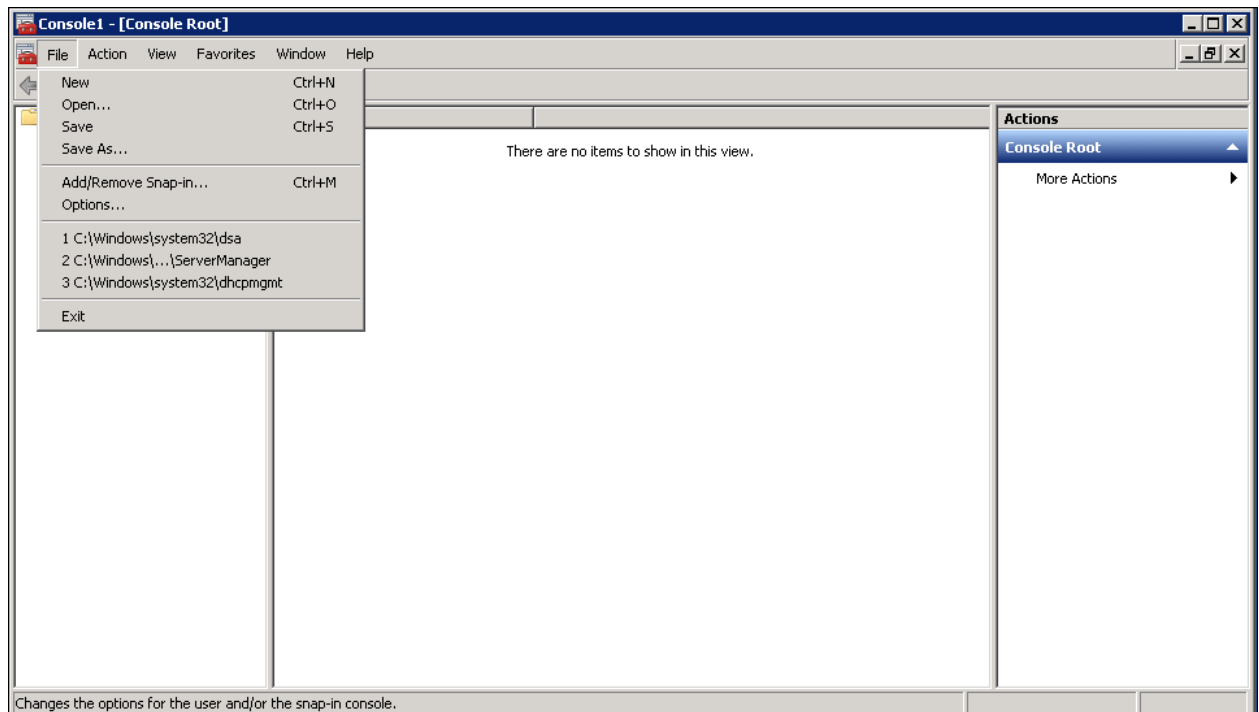 Console1 - [Console Root]
File Action View Favorites Window Help
New Ctrl+N
Open... Ctrl+O
Save Ctrl+S
Save As...
Add/Remove Snap-in... Ctrl+M
Options...
1 C:\Windows\system32\dsa
2 C:\Windows\...\ServerManager
3 C:\Windows\system32\dhcpmgmt
Exit
There are no items to show in this view.
Actions
Console Root
More Actions
Changes the options for the user and/or the snap-in console.